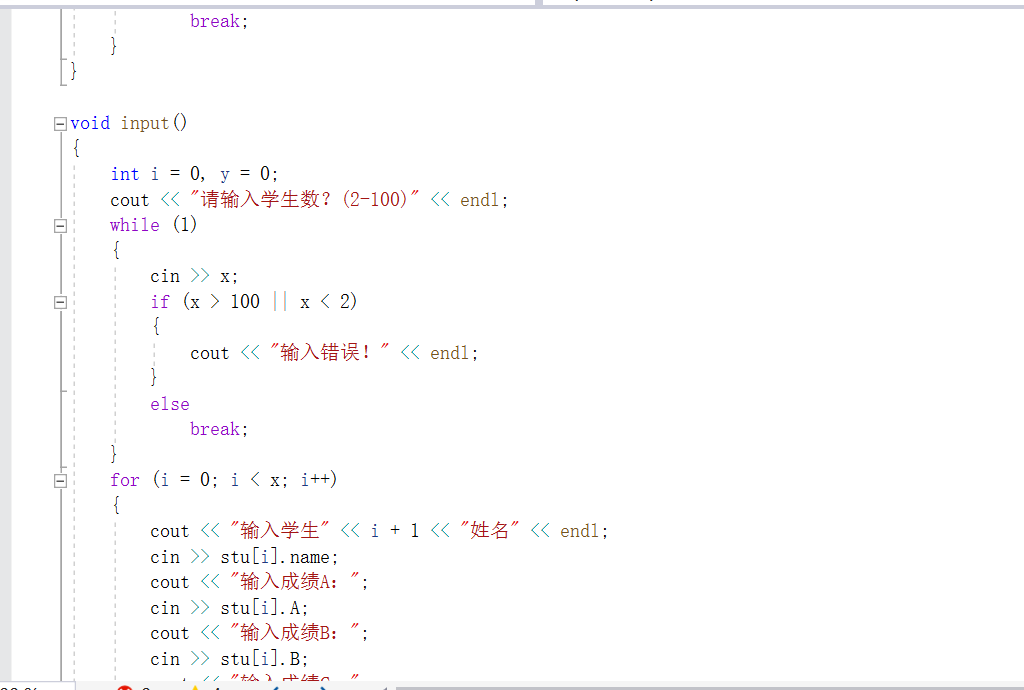 break;
}
}
void input()
{
int i = 0, y = 0;
cout << "请输入学生数？(2-100)" << endl;
while (1)
{
cin >> x;
if (x > 100 || x < 2)
{
cout << "输入错误！" << endl;
}
else
break;
}
for (i = 0; i < x; i++)
{
cout << "输入学生" << i + 1 << "姓名" << endl;
cin >> stu[i].name;
cout << "输入成绩A：";
cin >> stu[i].A;
cout << "输入成绩B：";
cin >> stu[i].B;